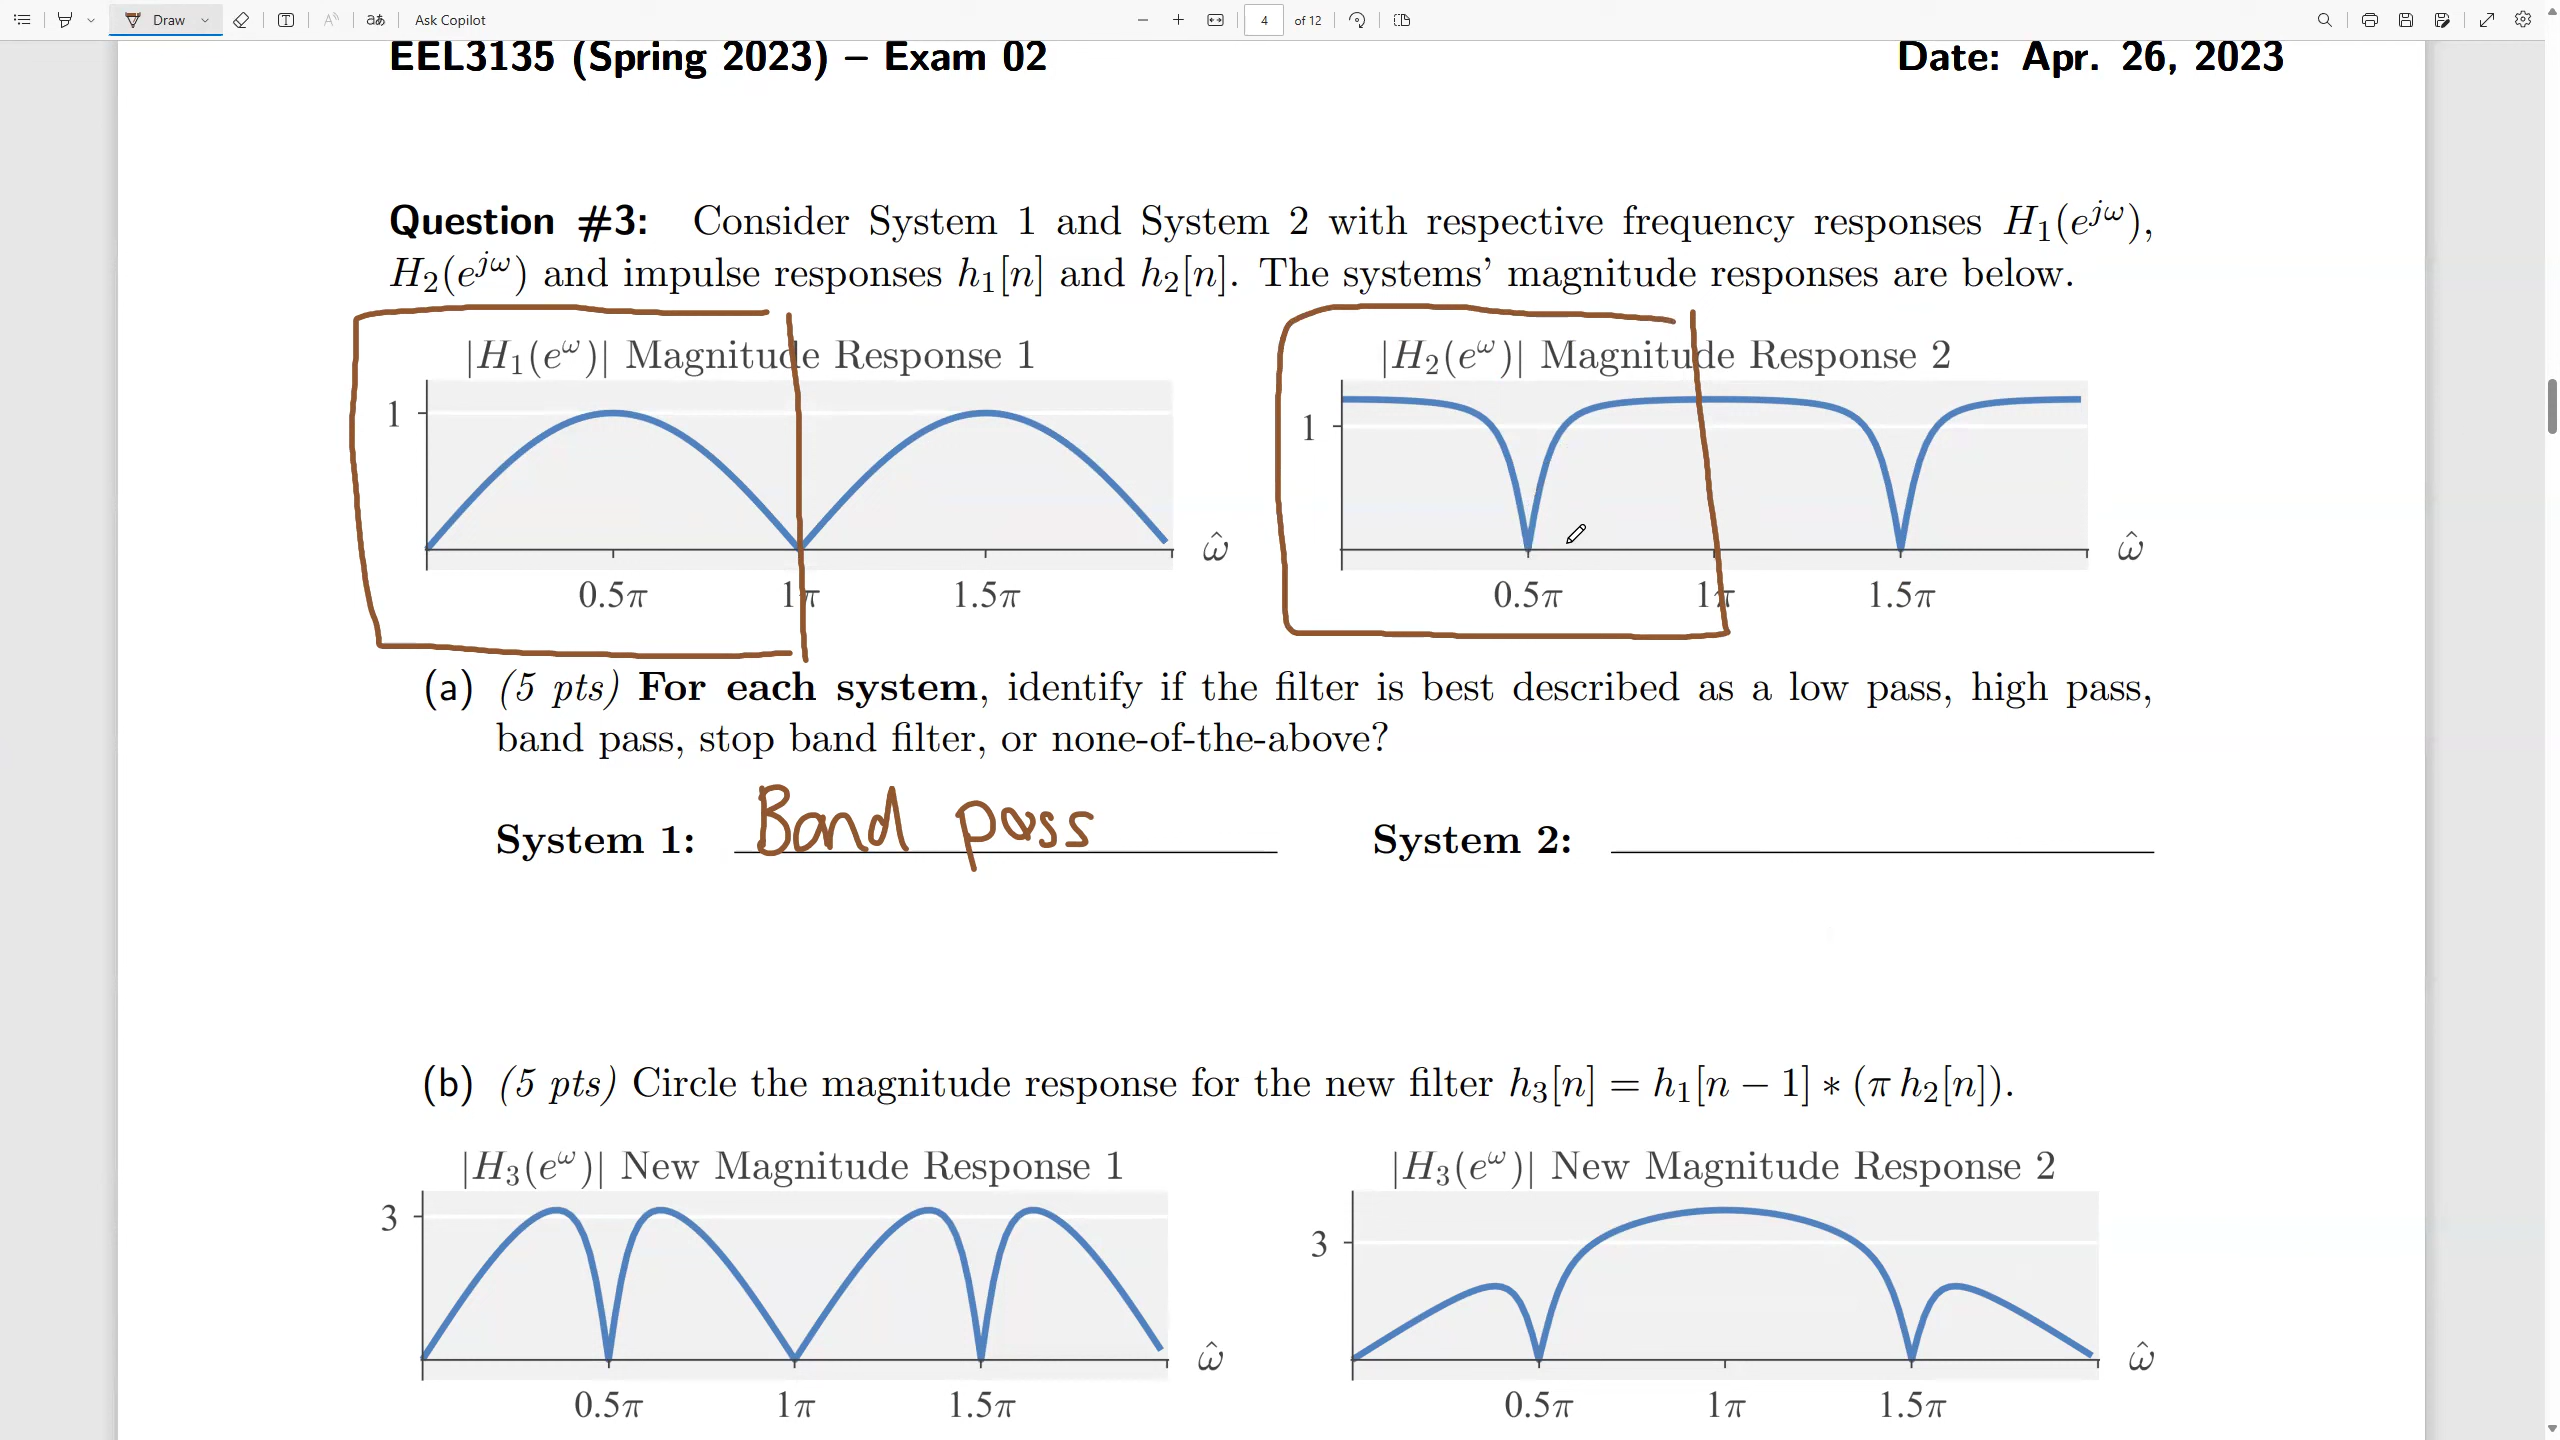 Draw
Ask Copilot
4 of 12
EEL3135 (Spring 2023) – Exam 02 Date: Apr. 26, 2023
Question #3: Consider System 1 and System 2 with respective frequency responses H₁(e^{jω}),
H₂(e^{jω}) and impulse responses h₁[n] and h₂[n]. The systems' magnitude responses are below.
|H₁(e^ω)| Magnitude Response 1
1
0.5π 1π 1.5π
ω̂
|H₂(e^ω)| Magnitude Response 2
1
0.5π 1π 1.5π
ω̂
(a) (5 pts) For each system, identify if the filter is best described as a low pass, high pass,
band pass, stop band filter, or none-of-the-above?
System 1: Band pass System 2:
(b) (5 pts) Circle the magnitude response for the new filter h₃[n] = h₁[n − 1] ∗ (π h₂[n]).
|H₃(e^ω)| New Magnitude Response 1
3
0.5π 1π 1.5π
ω̂
|H₃(e^ω)| New Magnitude Response 2
3
0.5π 1π 1.5π
ω̂